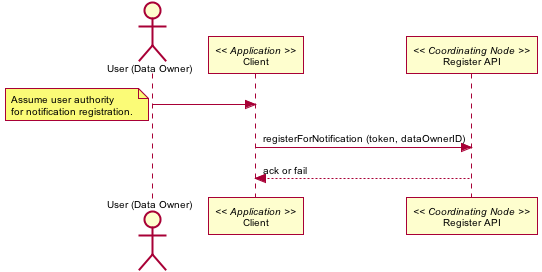 User (Data Owner)
<< Application >>
Client
<< Coordinating Node >>
Register API
Assume user authority
for notification registration.
registerForNotification (token, dataOwnerID)
ack or fail
User (Data Owner)
<< Application >>
Client
<< Coordinating Node >>
Register API